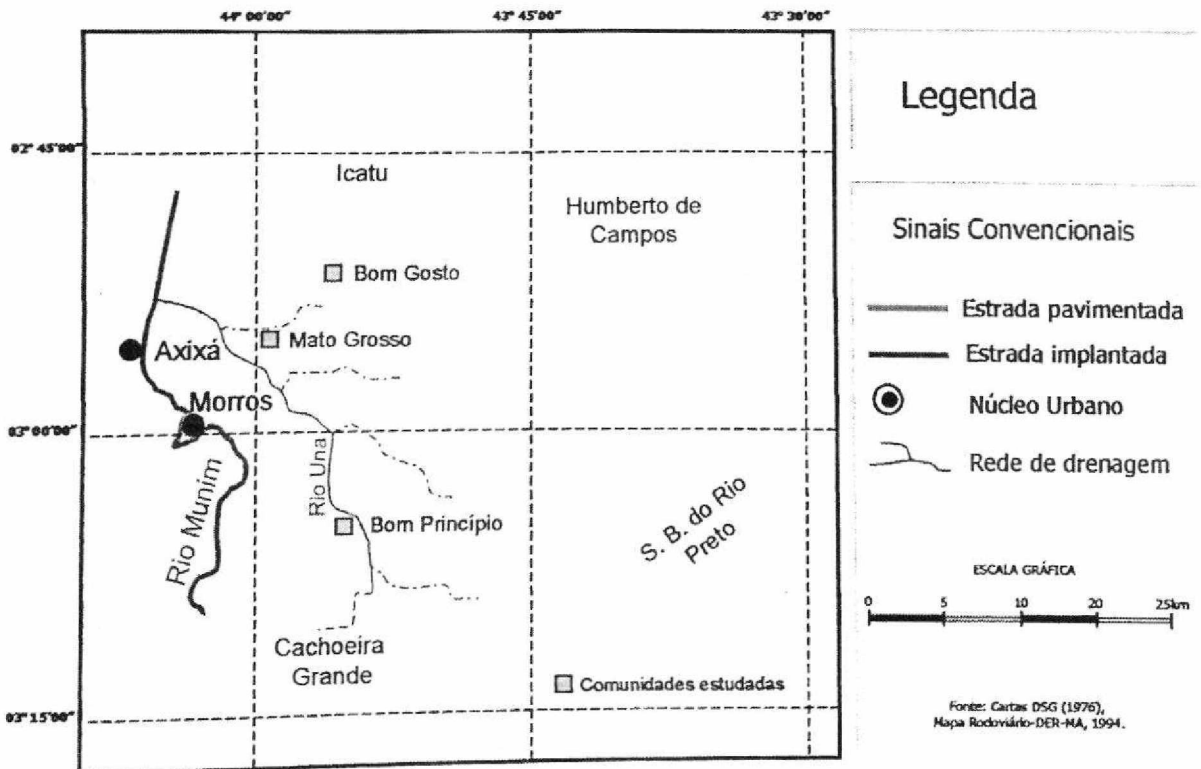 44° 00'00"
43° 45'00"
43° 30'00"
02° 45'00"
Icatu
Humberto de
Campos
Bom Gosto
Mato Grosso
Axixá
Morros
03° 00'00"
Rio Una
Rio Munim
Bom Princípio
S. B. do Rio
Preto
Cachoeira
Grande
Comunidades estudadas
03° 15'00"
Legenda
Sinais Convencionais
Estrada pavimentada
Estrada implantada
Núcleo Urbano
Rede de drenagem
ESCALA GRÁFICA
0 5 10 20 25km
Fonte: Cartas DSG (1976),
Mapa Rodoviário-DER-MA, 1994.